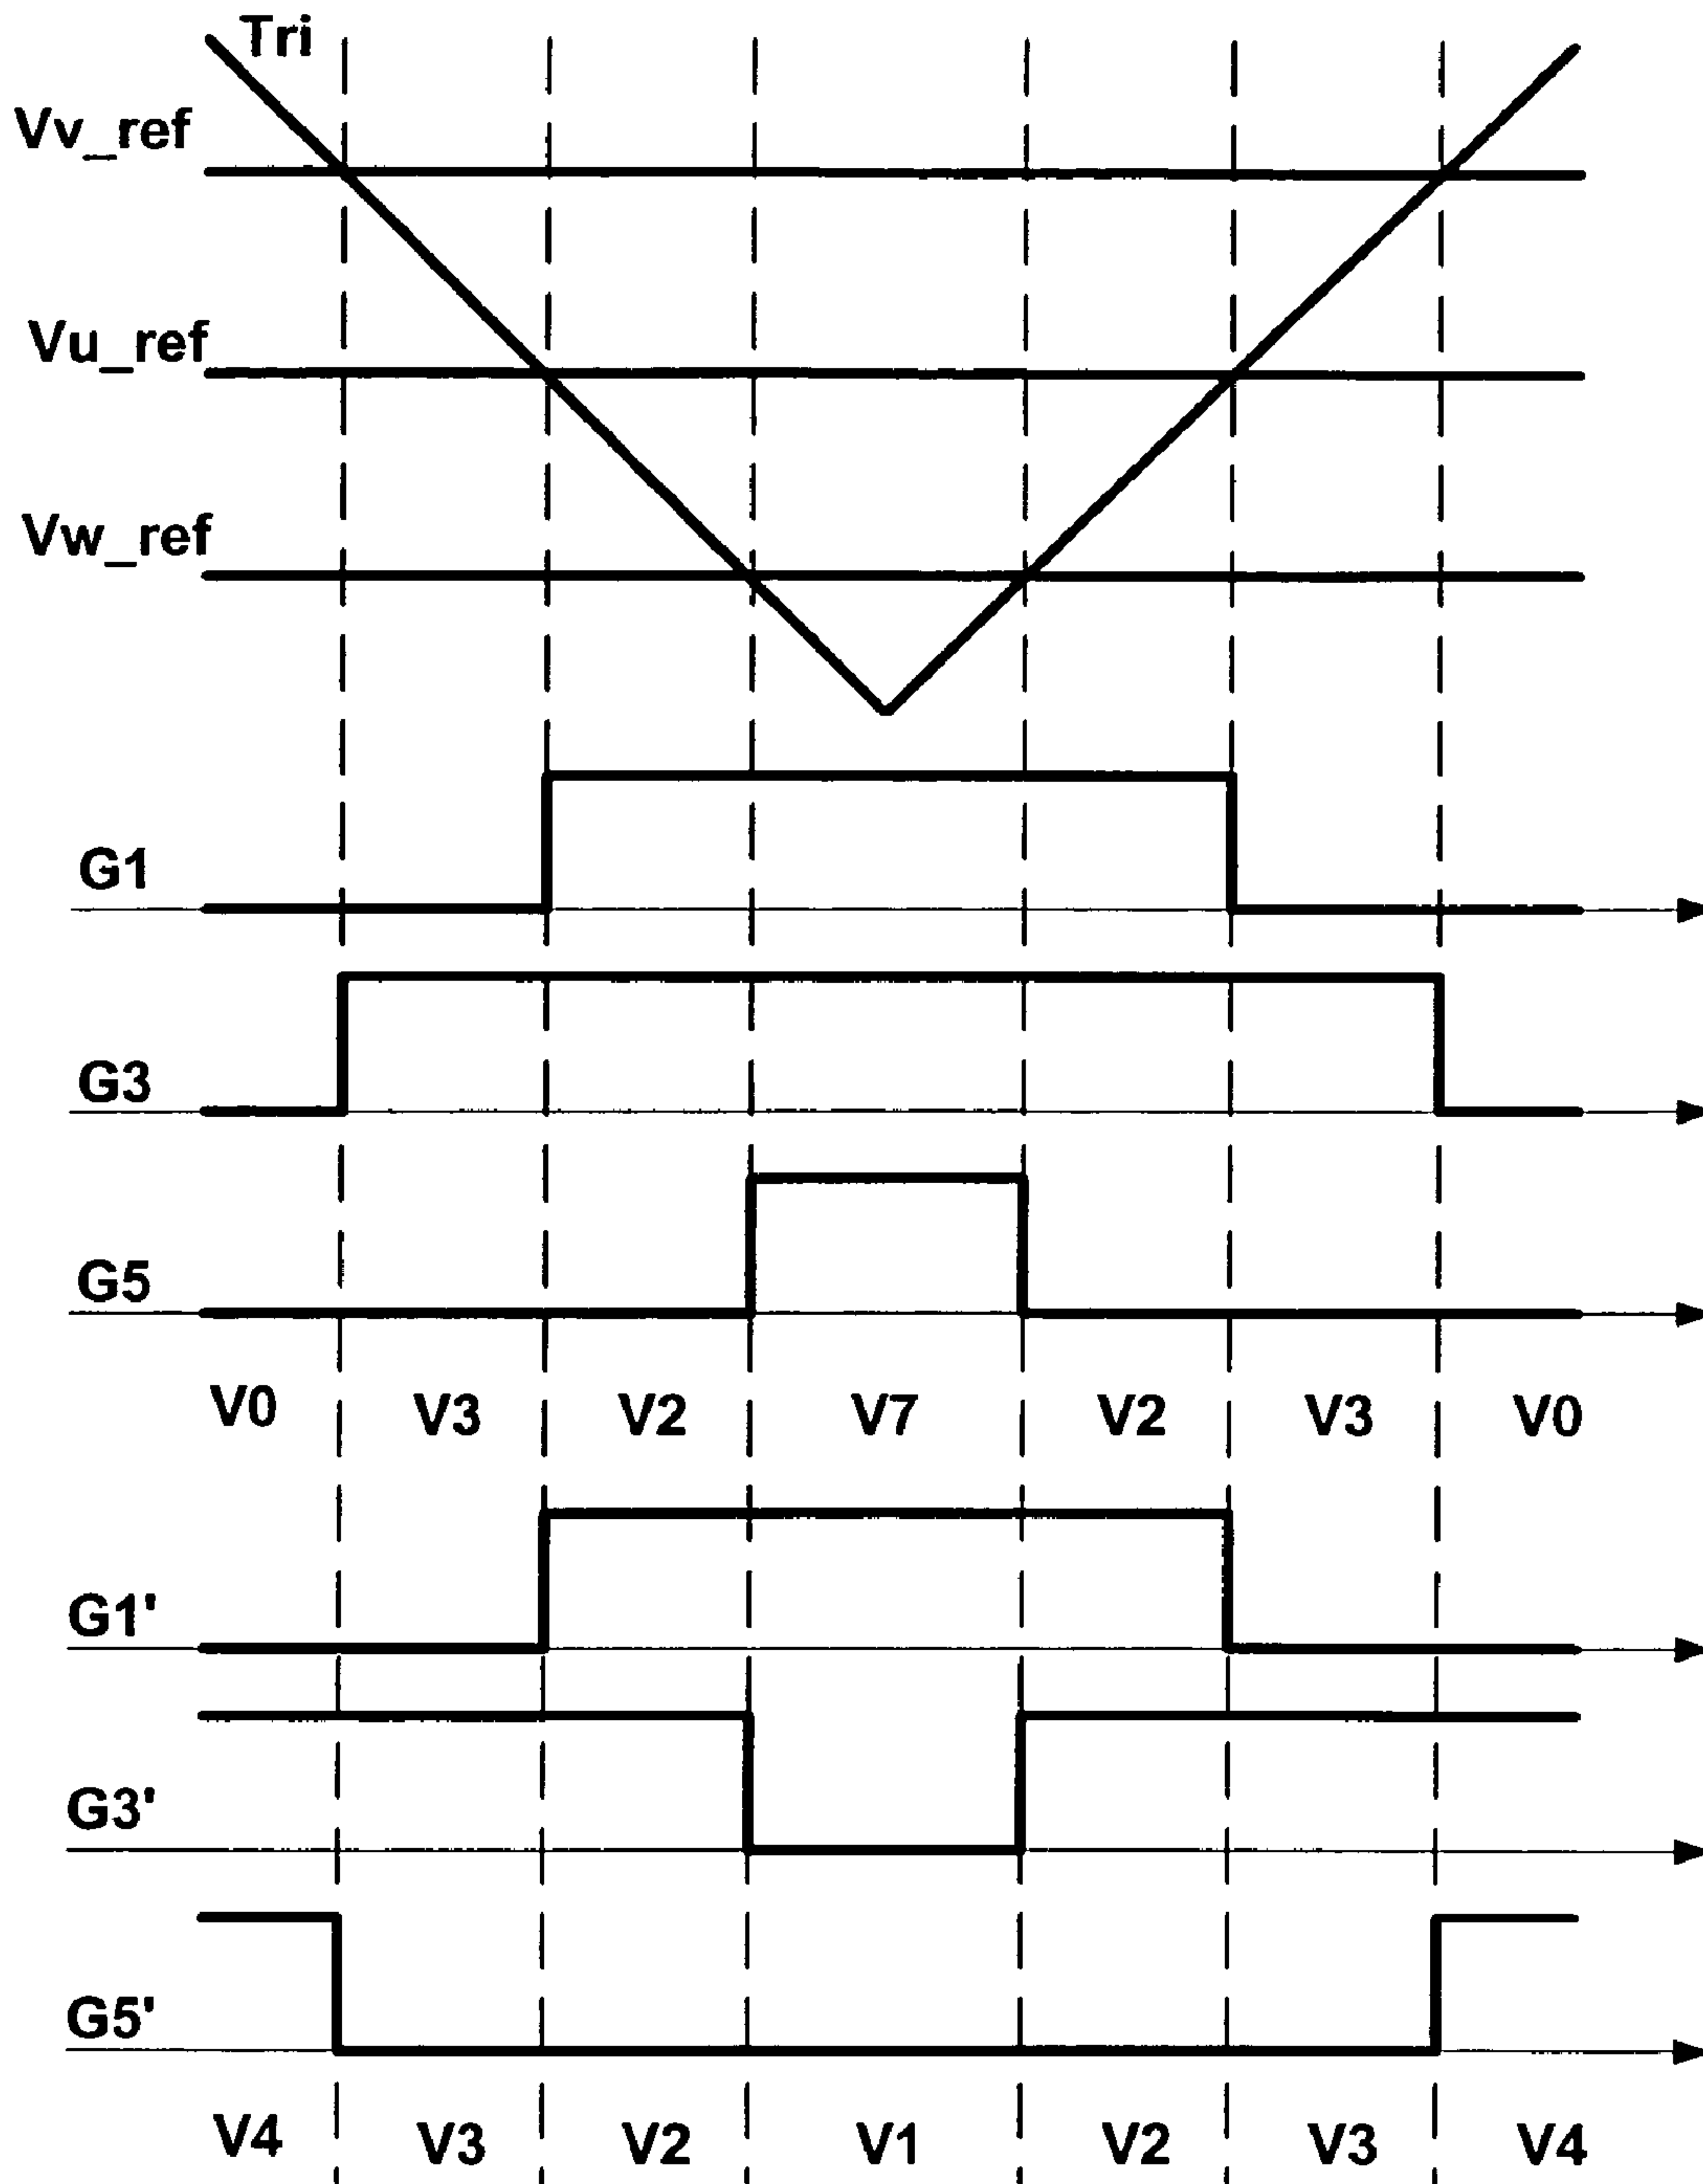 Tri
Vv_ref
Vu_ref
Vw_ref
G1
G3
G5
V0 V3 V2 V7 V2 V3 V0
G1'
G3'
G5'
V4 V3 V2 V1 V2 V3 V4